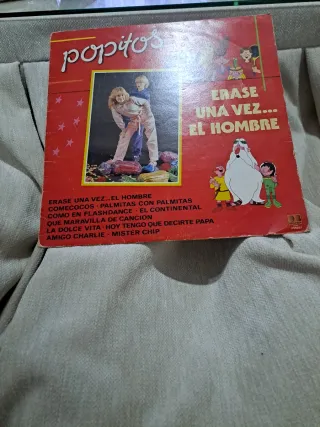 popitos
ERASE
UNA VEZ...
EL HOMBRE
ERASE UNA VEZ...EL HOMBRE
COMECOCOS · PALMITAS CON PALMITAS
COMO EN FLASHDANCE · EL CONTINENTAL
QUE MARAVILLA DE CANCION
LA DOLCE VITA · HOY TENGO QUE DECIRTE PAPA
AMIGO CHARLIE · MISTER CHIP